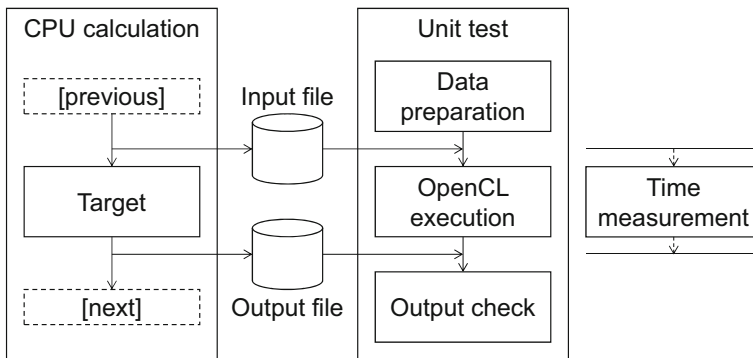 CPU calculation
Unit test
[previous]
Input file
Data
preparation
Target
OpenCL
execution
Time
measurement
[next]
Output file
Output check